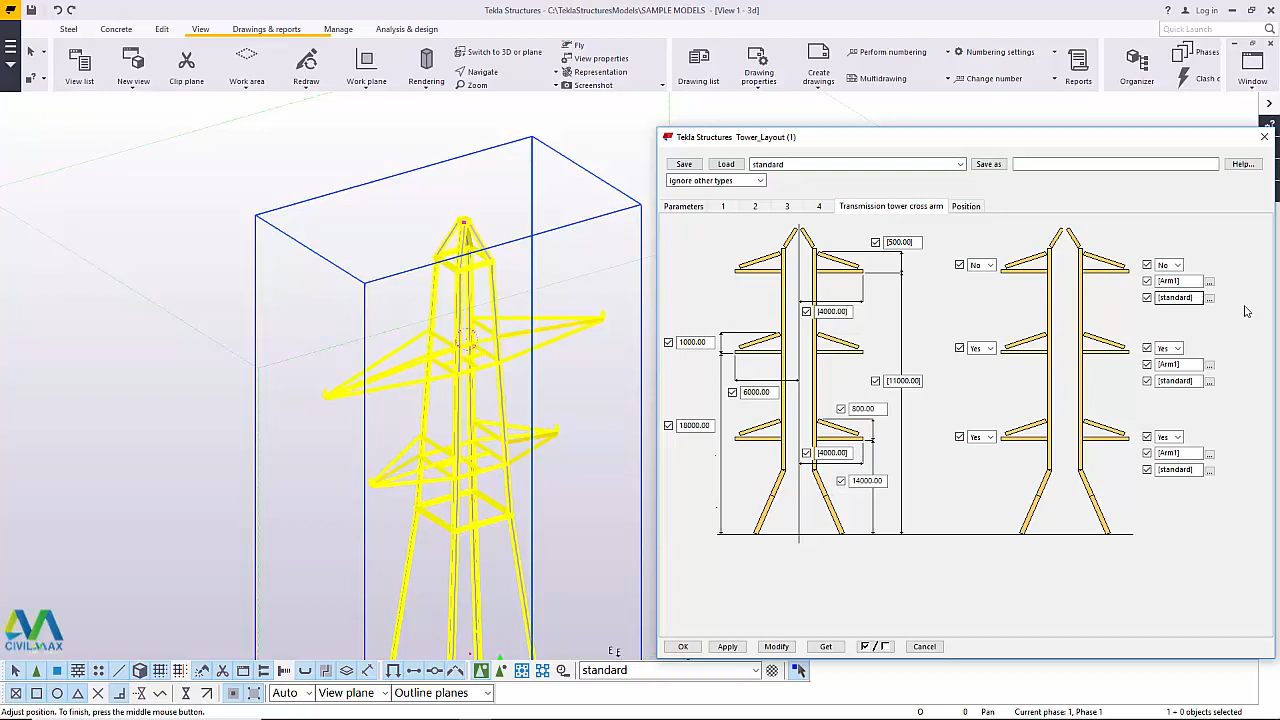 Tekla Structures - C:\TeklaStructuresModels\SAMPLE MODELS - [View 1 - 3d]
Log in
Steel Concrete Edit View Drawings & reports Manage Analysis & design
Quick Launch
View list
New view
Clip plane
Work area
Redraw
Work plane
Rendering
Switch to 3D or plane
Navigate
Zoom
Fly
View properties
Representation
Screenshot
Drawing list
Drawing properties
Create drawings
Perform numbering
Multidrawing
Numbering settings
Change number
Reports
Organizer
Phases
Clash c
Window
Tekla Structures Tower_Layout (1)
Save Load standard Save as Help...
Ignore other types
Parameters 1 2 3 4 Transmission tower cross arm Position
[500.00]
[4000.00]
1000.00
6000.00
[11000.00]
800.00
18000.00
[4000.00]
14000.00
No No
[Arm1] ...
[standard] ...
Yes Yes
[Arm1] ...
[standard] ...
Yes Yes
[Arm1] ...
[standard] ...
OK Apply Modify Get / Cancel
CIVILMAX
standard
Auto View plane Outline planes
Adjust position. To finish, press the middle mouse button.
O 0 Pan Current phase: 1, Phase 1 1 + 0 objects selected